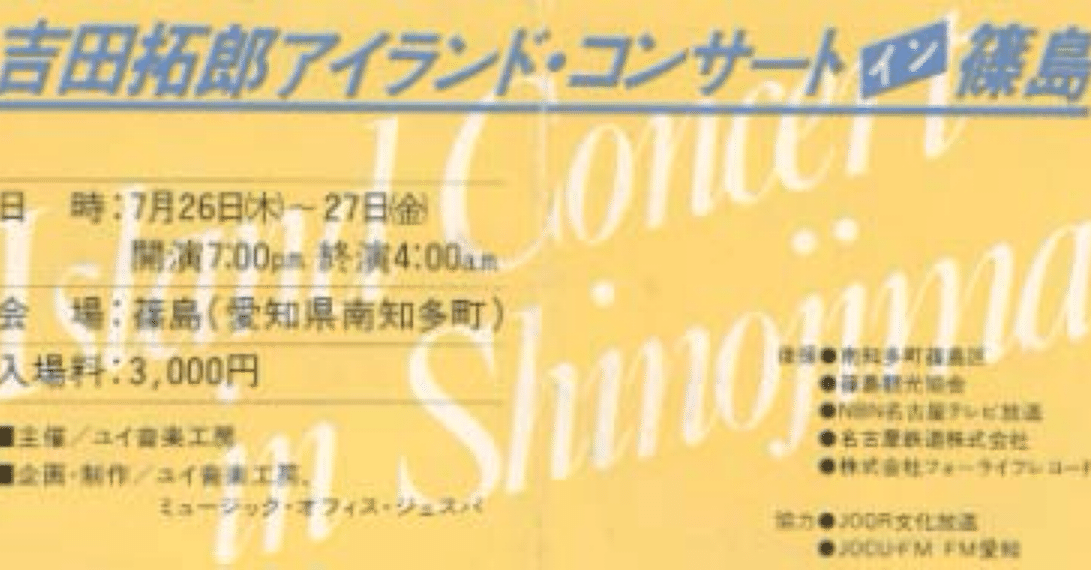 吉田拓郎アイランド・コンサートイン篠島
Island Concert
in Shinojima
日 時:7月26日(木)~27日(金)
開演7:00pm 終演4:00am
会 場:篠島(愛知県南知多町)
入場料:3,000円
■主催/ユイ音楽工房
■企画・制作/ユイ音楽工房、
ミュージック・オフィス・ジェスパ
後援●南知多町篠島区
●篠島観光協会
●NBN名古屋テレビ放送
●名古屋鉄道株式会社
●株式会社フォーライフレコード
協力●JOQR文化放送
●FM愛知